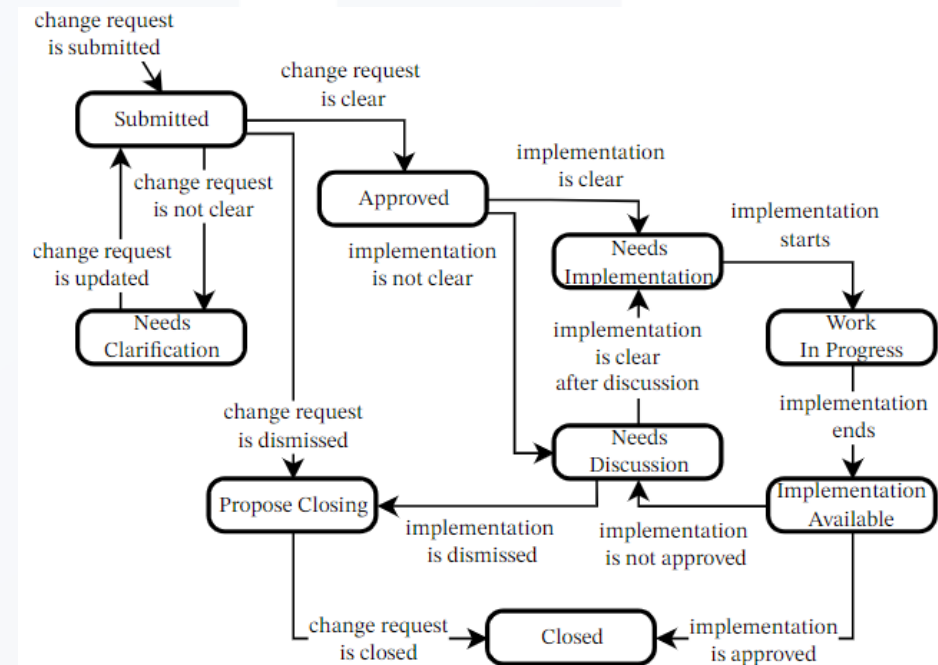 change request
is submitted
change request
is clear
Submitted
change request
is not clear
Approved
implementation
is clear
implementation
is not clear
implementation
starts
change request
is updated
Needs
Implementation
Needs
Clarification
implementation
is clear
after discussion
Work
In Progress
change request
is dismissed
implementation
ends
Needs
Discussion
Propose Closing
implementation
is dismissed
implementation
is not approved
Implementation
Available
change request
is closed
Closed
implementation
is approved